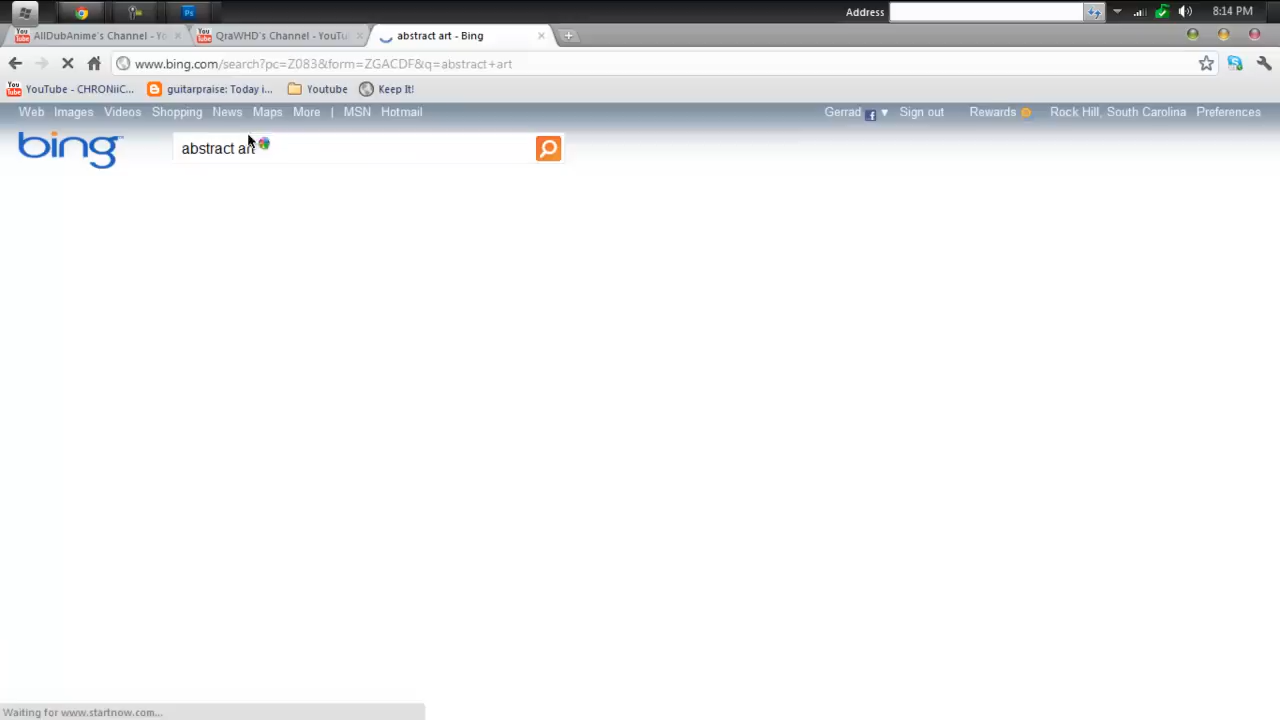 Address 8:14 PM
AllDubAnime's Channel - Yo
QraWHD's Channel - YouTu
abstract art - Bing
www.bing.com/search?pc=Z083&form=ZGACDF&q=abstract+art
YouTube - CHRONiiC... guitarpraise: Today i... Youtube Keep It!
Web Images Videos Shopping News Maps More | MSN Hotmail Gerrad Sign out Rewards Rock Hill, South Carolina Preferences
bing abstract art
Waiting for www.startnow.com...